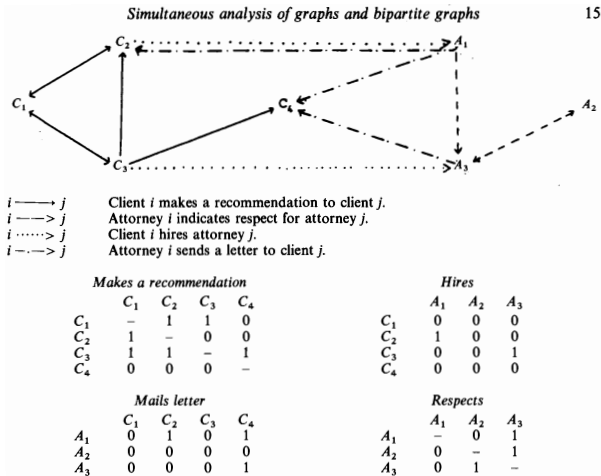 Simultaneous analysis of graphs and bipartite graphs 15
C₂ A₁
C₁ C₄ A₂
C₃ A₃
i ⟶ j Client i makes a recommendation to client j.
i —–> j Attorney i indicates respect for attorney j.
i ······> j Client i hires attorney j.
i –·–·> j Attorney i sends a letter to client j.
Makes a recommendation Hires
C₁ C₂ C₃ C₄ A₁ A₂ A₃
C₁ – 1 1 0 C₁ 0 0 0
C₂ 1 – 0 0 C₂ 1 0 0
C₃ 1 1 – 1 C₃ 0 0 1
C₄ 0 0 0 – C₄ 0 0 0
Mails letter Respects
C₁ C₂ C₃ C₄ A₁ A₂ A₃
A₁ 0 1 0 1 A₁ – 0 1
A₂ 0 0 0 0 A₂ 0 – 1
A₃ 0 0 0 1 A₃ 0 1 –